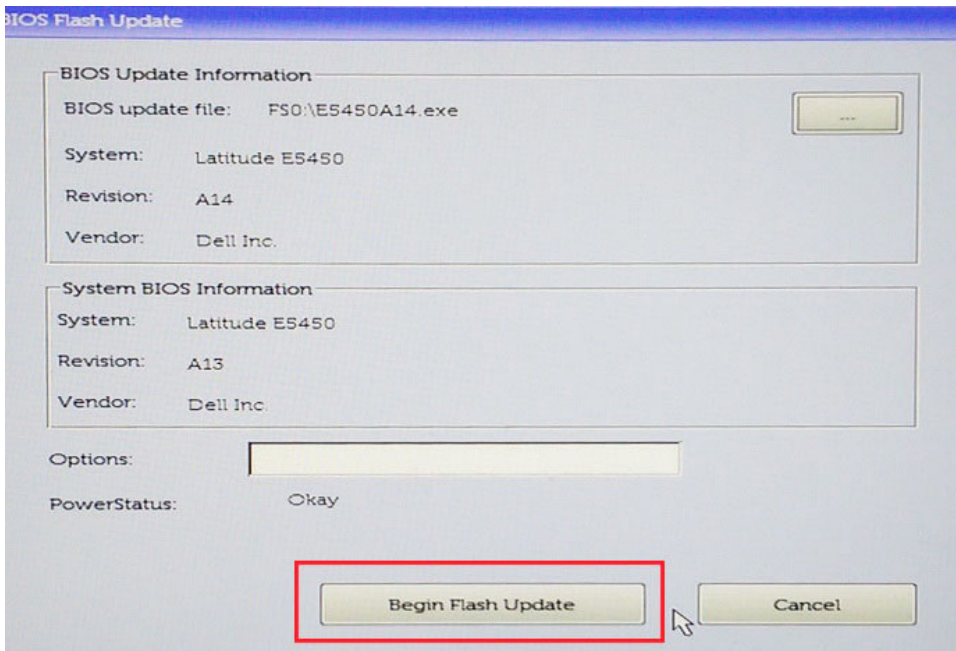 BIOS Flash Update
BIOS Update Information
BIOS update file: FS0:\E5450A14.exe
...
System: Latitude E5450
Revision: A14
Vendor: Dell Inc.
System BIOS Information
System: Latitude E5450
Revision: A13
Vendor: Dell Inc.
Options:
PowerStatus: Okay
Begin Flash Update Cancel